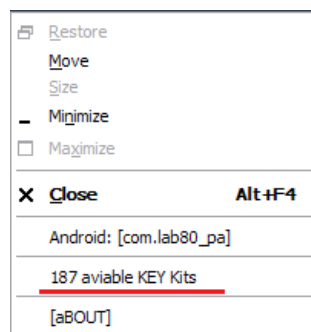 Restore
Move
Size
Minimize
Maximize
Close Alt+F4
Android: [com.lab80_pa]
187 aviable KEY Kits
[aBOUT]